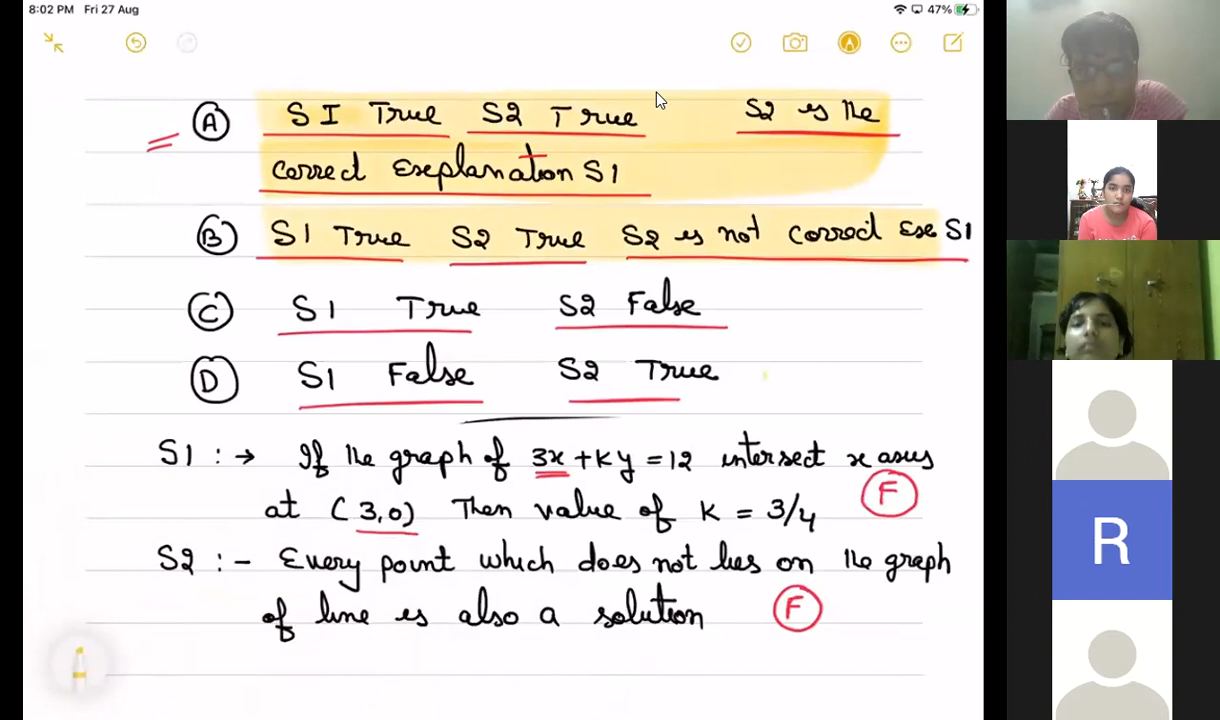 8:02 PM Fri 27 Aug
47%
A S I True S2 True S2 is the
correct Explanation S1
B S1 True S2 True S2 is not correct Exe S1
C S1 True S2 False
D S1 False S2 True
S1 :→ If the graph of 3x + ky = 12 intersect x axis
at (3,0) Then value of K = 3/4 F
S2 :- Every point which does not lies on the graph
of line is also a solution F
R